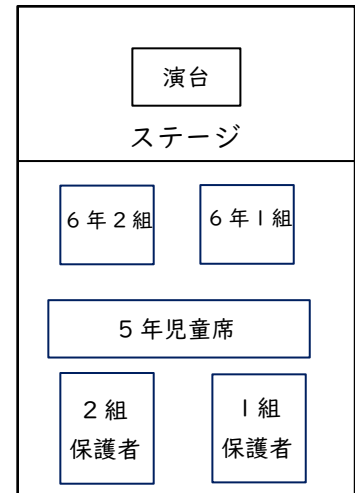 演台
ステージ
6年2組
6年1組
5年児童席
2組
保護者
1組
保護者